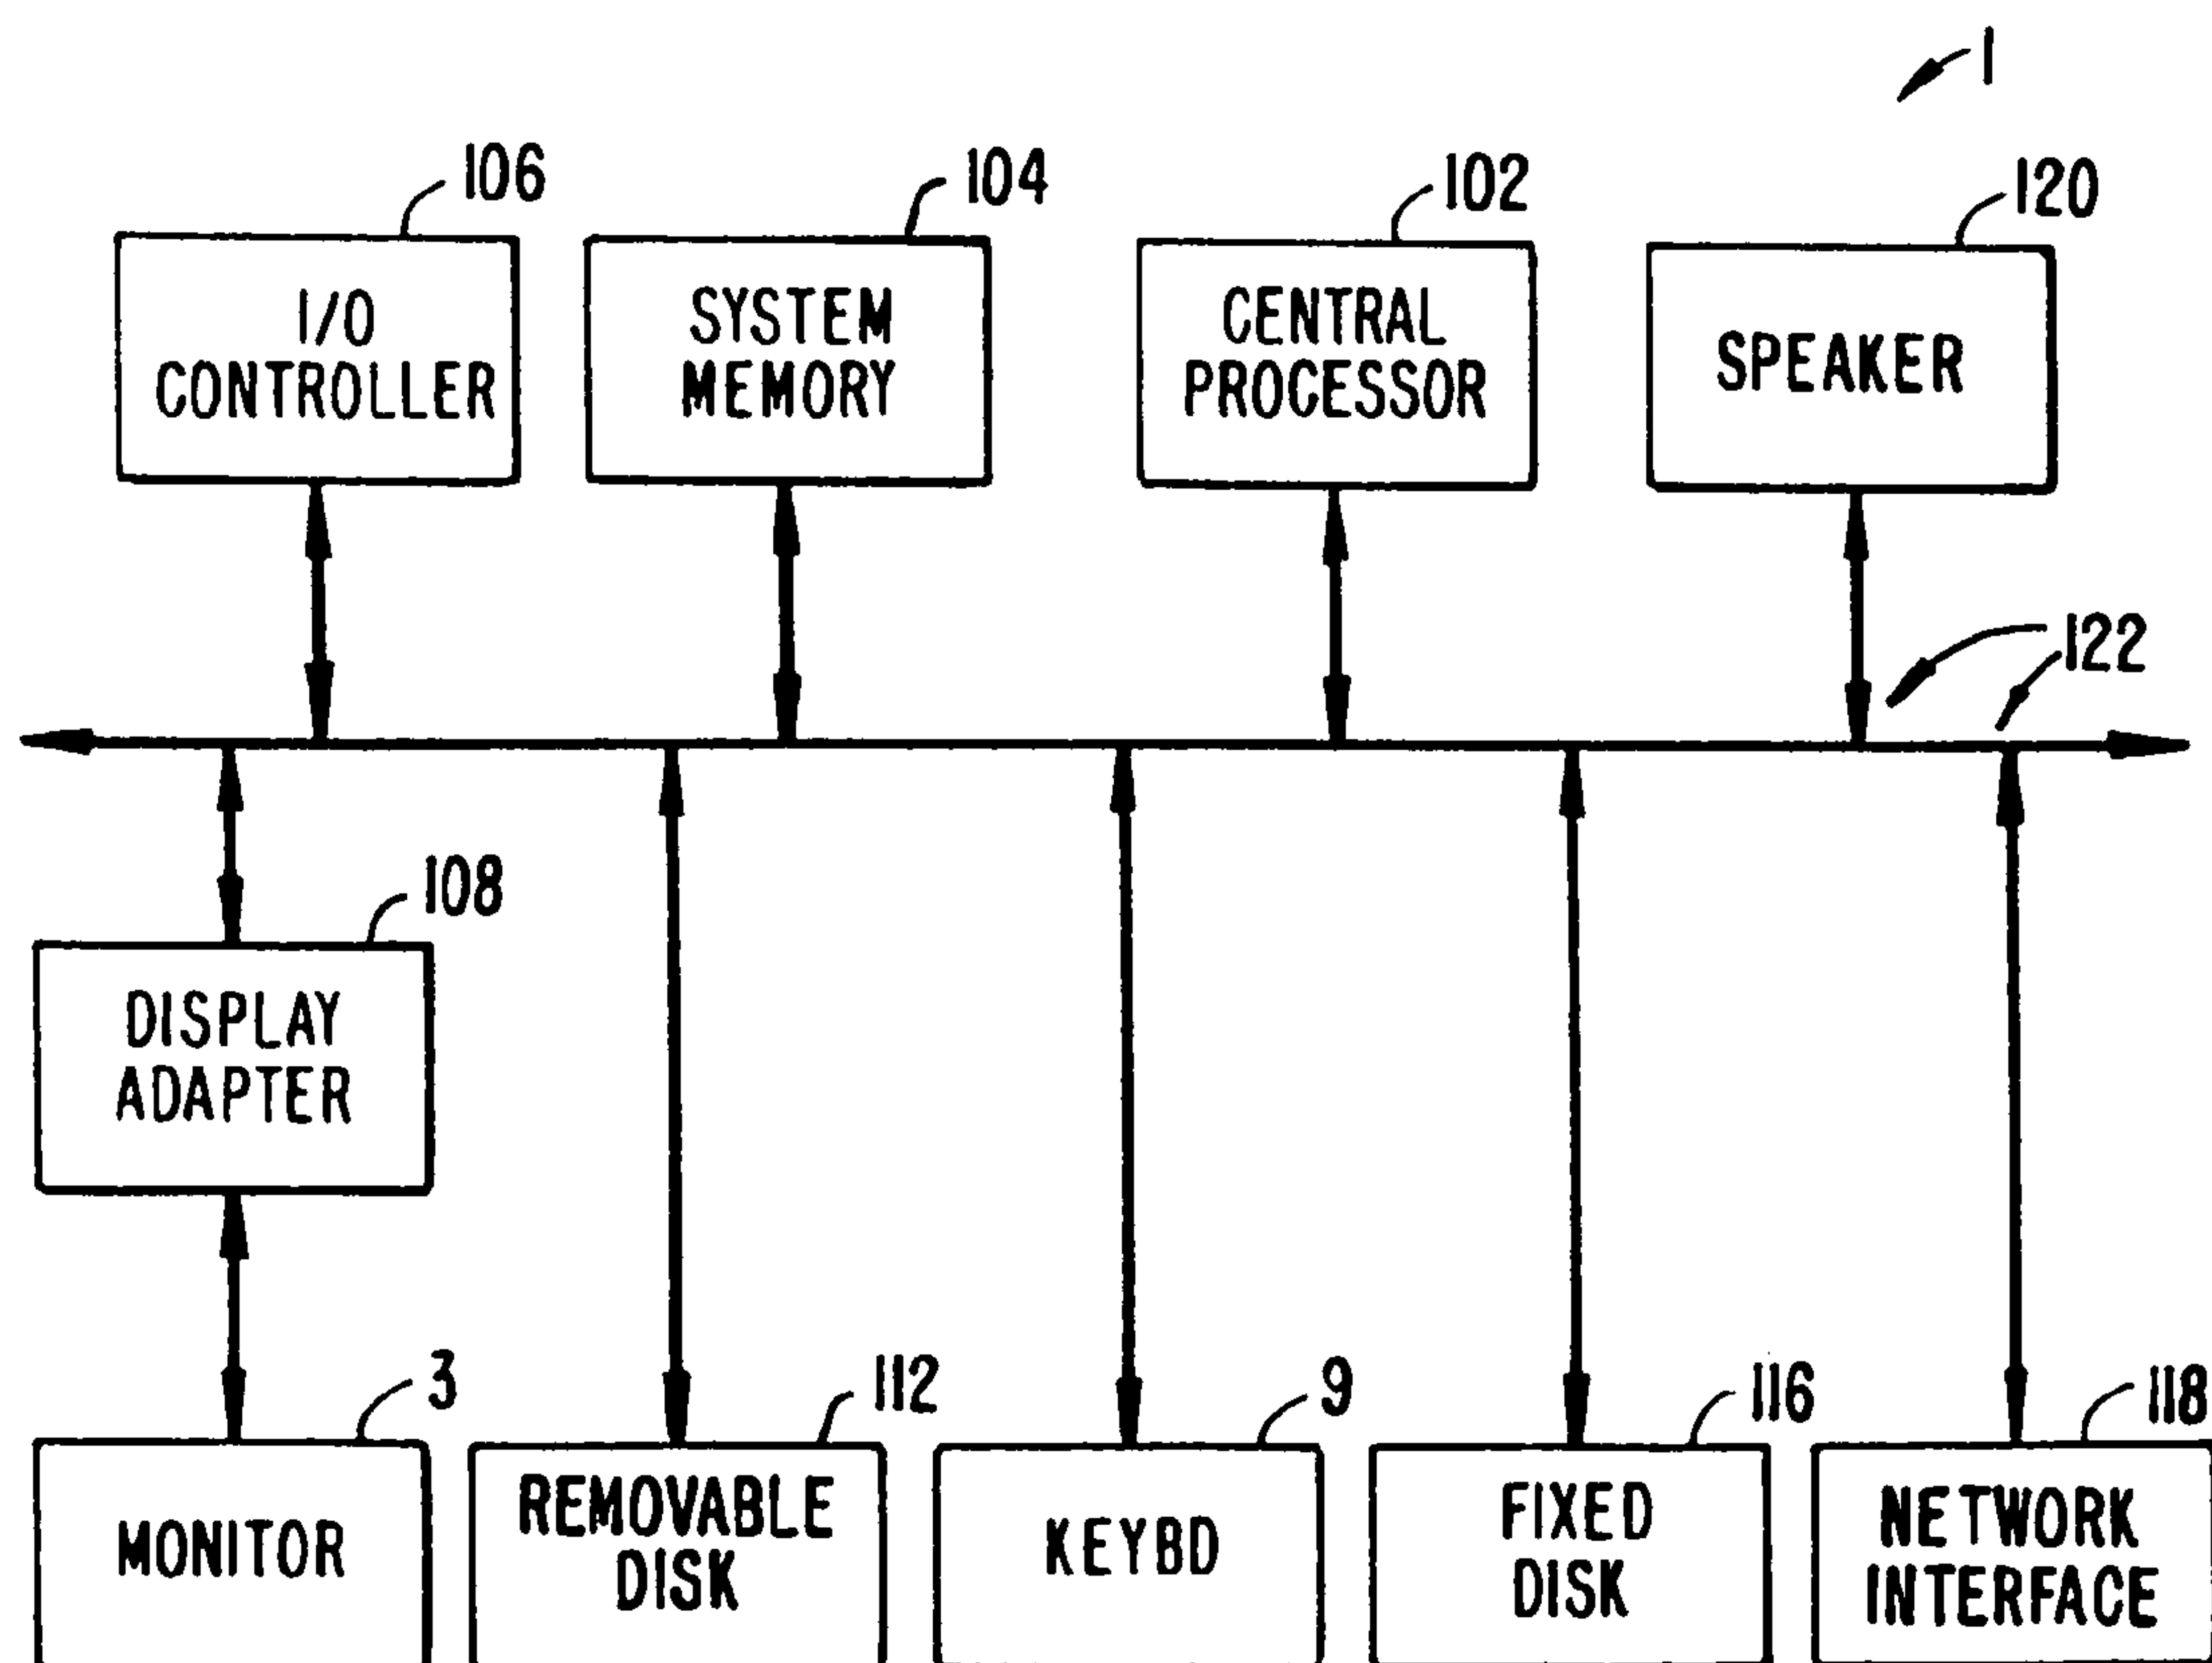 1
106
104
102
120
I/O
CONTROLLER
SYSTEM
MEMORY
CENTRAL
PROCESSOR
SPEAKER
122
108
DISPLAY
ADAPTER
3
112
9
116
118
MONITOR
REMOVABLE
DISK
KEYBD
FIXED
DISK
NETWORK
INTERFACE